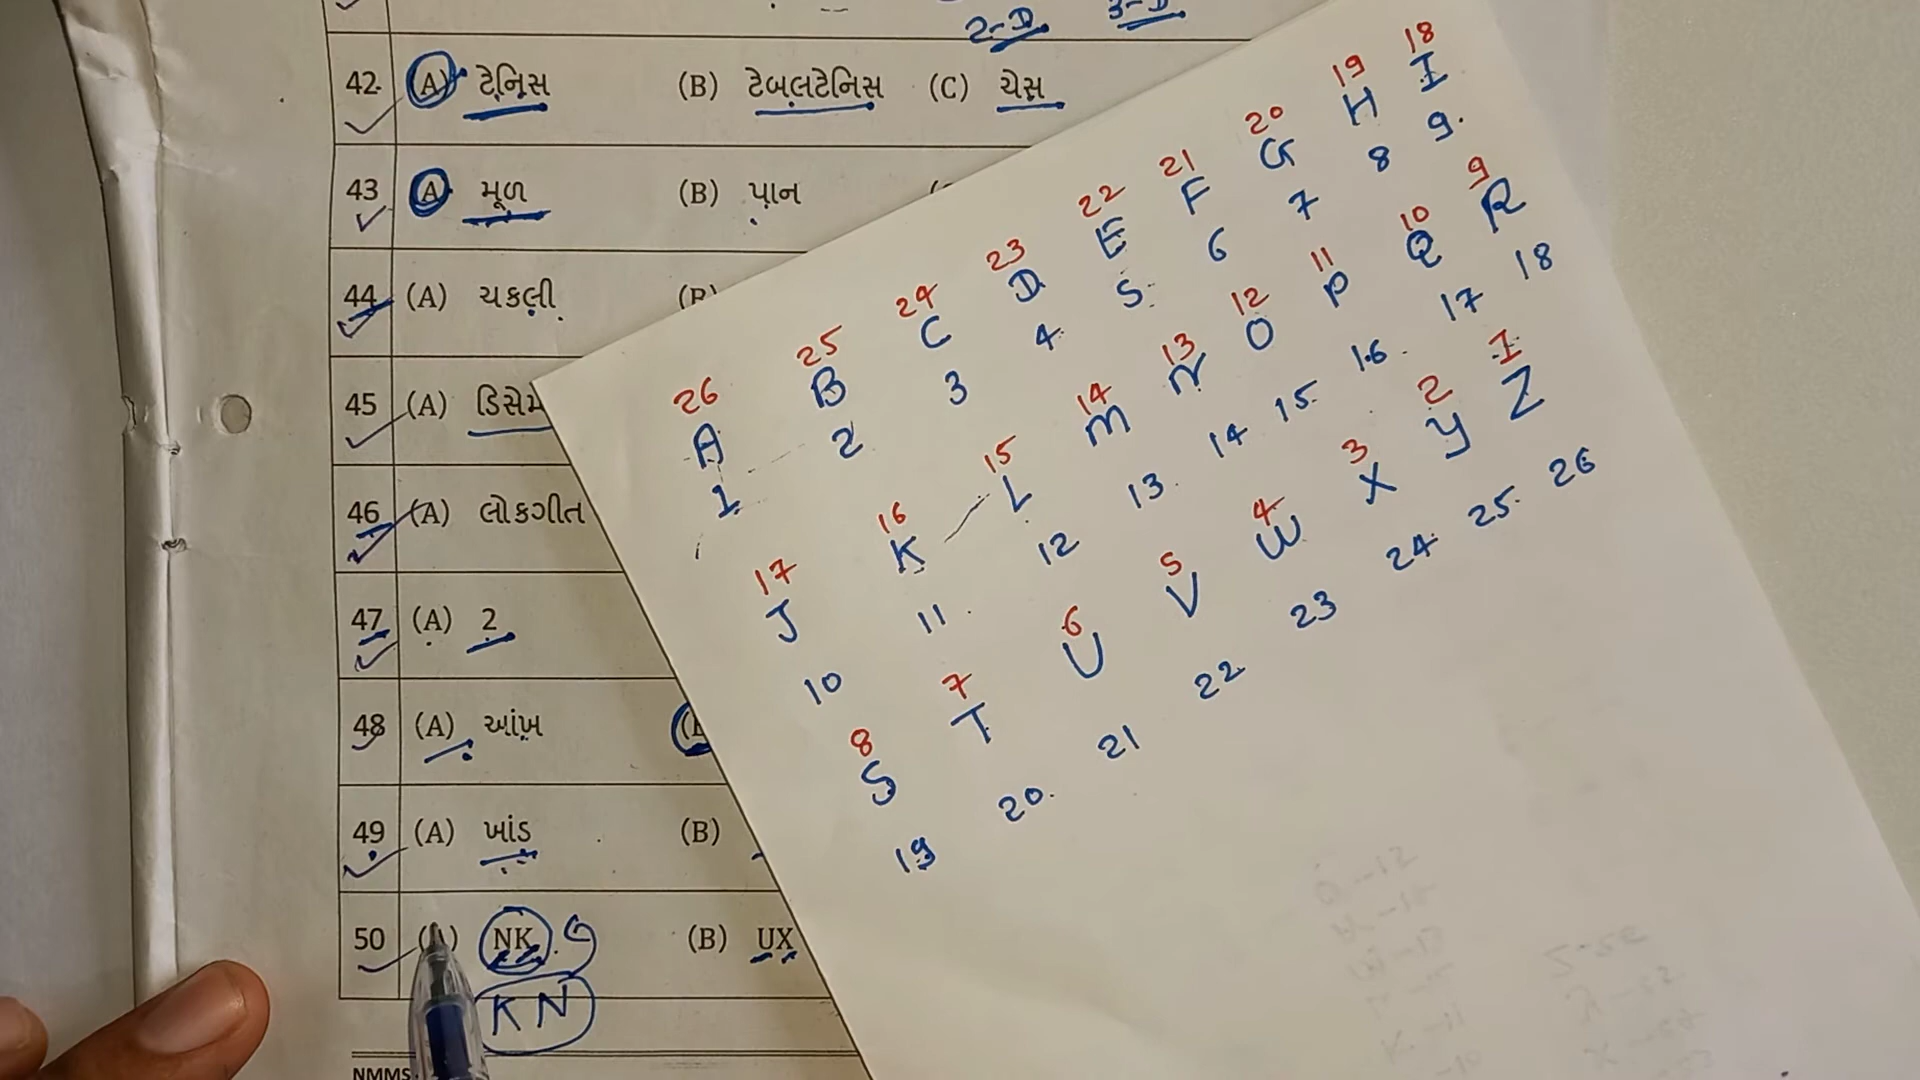 2-D 3-D
42. (A) ટેનિસ (B) ટેબલટેનિસ (C) ચેસ
43 A મૂળ (B) પાન
44 (A) ચકલી (B)
45 (A) ડિસેમ
46 (A) લોકગીત
47 (A) 2
48 (A) આંખ
49 (A) ખાંડ (B)
50 (A) NK (B) UX
K N
NMMS
26 25 24 23 22 21 20 19 18
A B C D E F G H I
1 2 3 4 5 6 7 8 9.
17 16 15 14 13 12 11 10 9
J K L M N O P Q R
10 11 12 13 14 15 16 17 18
8 7 6 5 4 3 2 1
S T U V W X Y Z
19 20 21 22 23 24 25 26